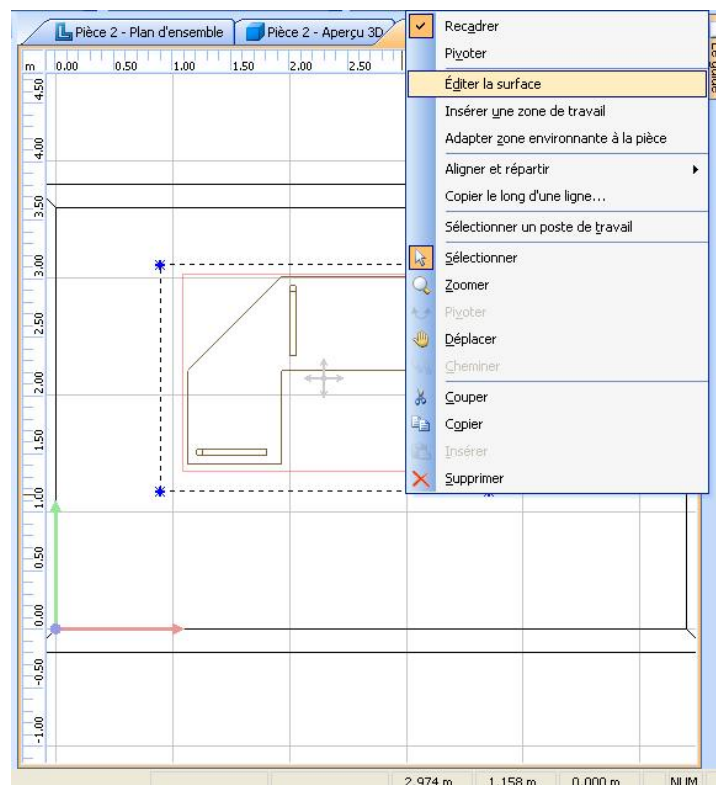 Pièce 2 - Plan d'ensemble
Pièce 2 - Aperçu 3D
m 0.00 0.50 1.00 1.50 2.00 2.50
4.50
4.00
3.50
3.00
2.50
2.00
1.50
1.00
0.50
0.00
-0.50
-1.00
Recadrer
Pivoter
Éditer la surface
Insérer une zone de travail
Adapter zone environnante à la pièce
Aligner et répartir
Copier le long d'une ligne...
Sélectionner un poste de travail
Sélectionner
Zoomer
Pivoter
Déplacer
Cheminer
Couper
Copier
Insérer
Supprimer
Le guide
2.974 m 1.158 m 0.000 m NUM